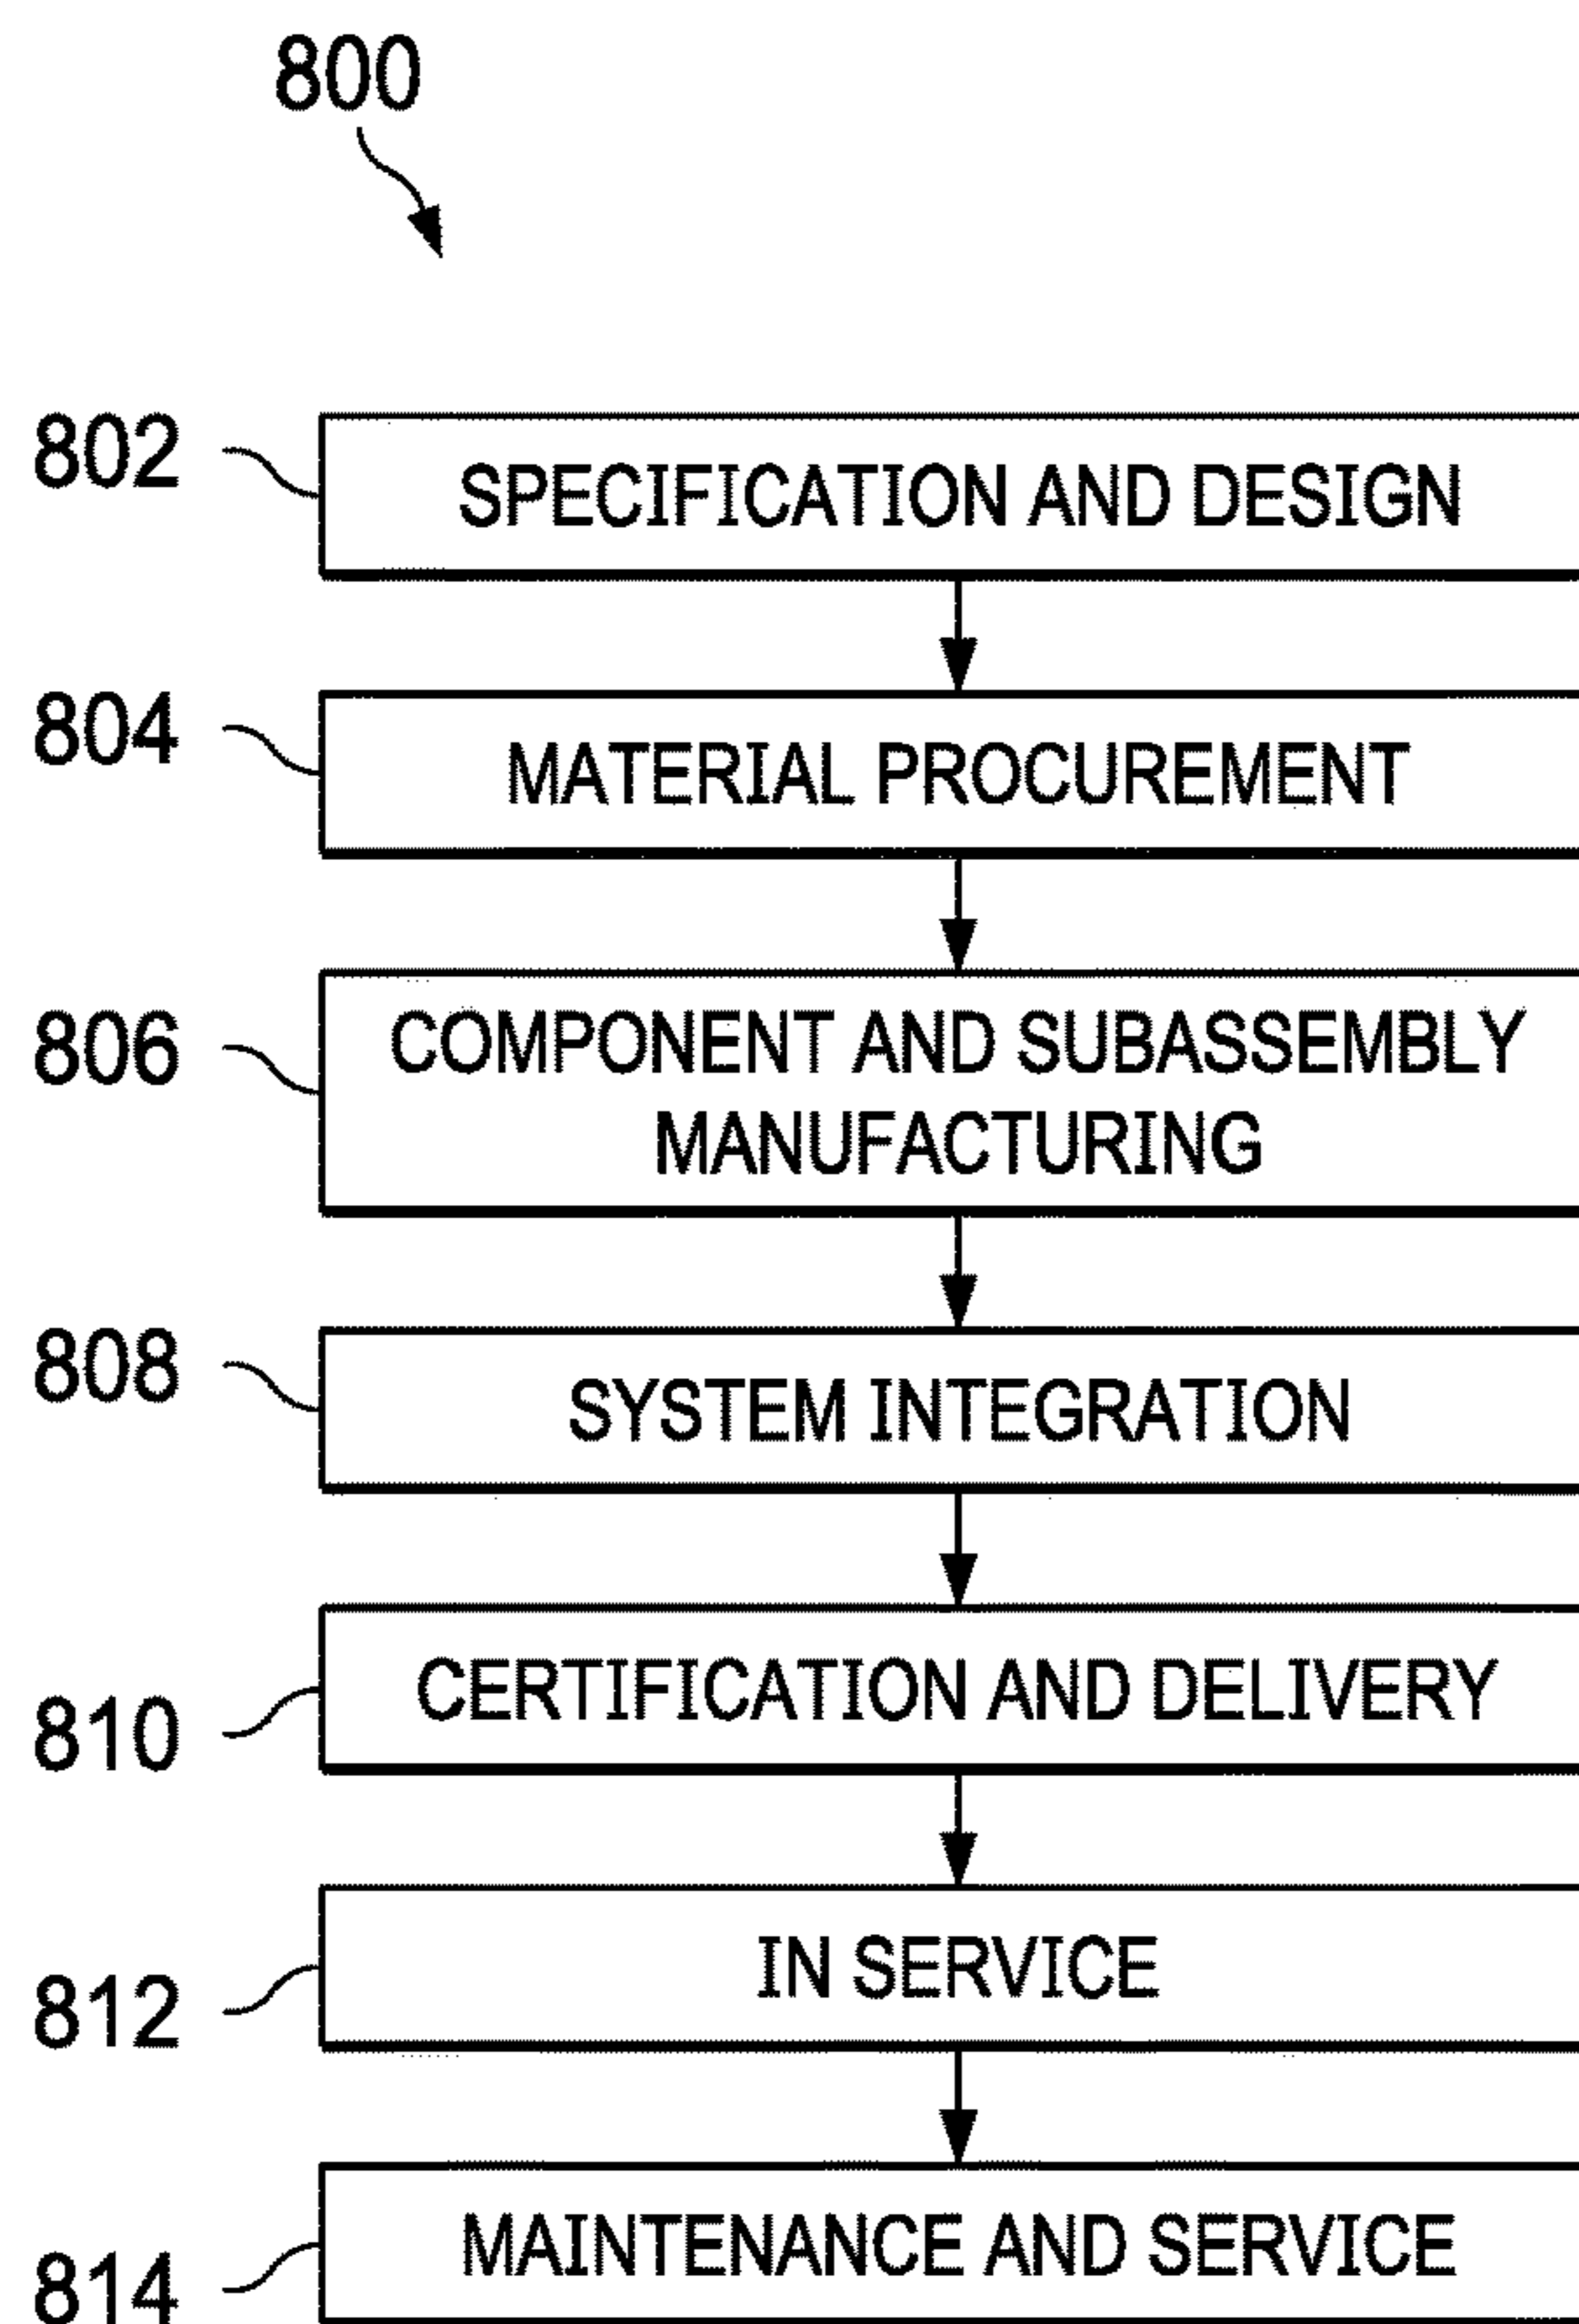 800
802
SPECIFICATION AND DESIGN
804
MATERIAL PROCUREMENT
806
COMPONENT AND SUBASSEMBLY
MANUFACTURING
808
SYSTEM INTEGRATION
810
CERTIFICATION AND DELIVERY
812
IN SERVICE
814
MAINTENANCE AND SERVICE